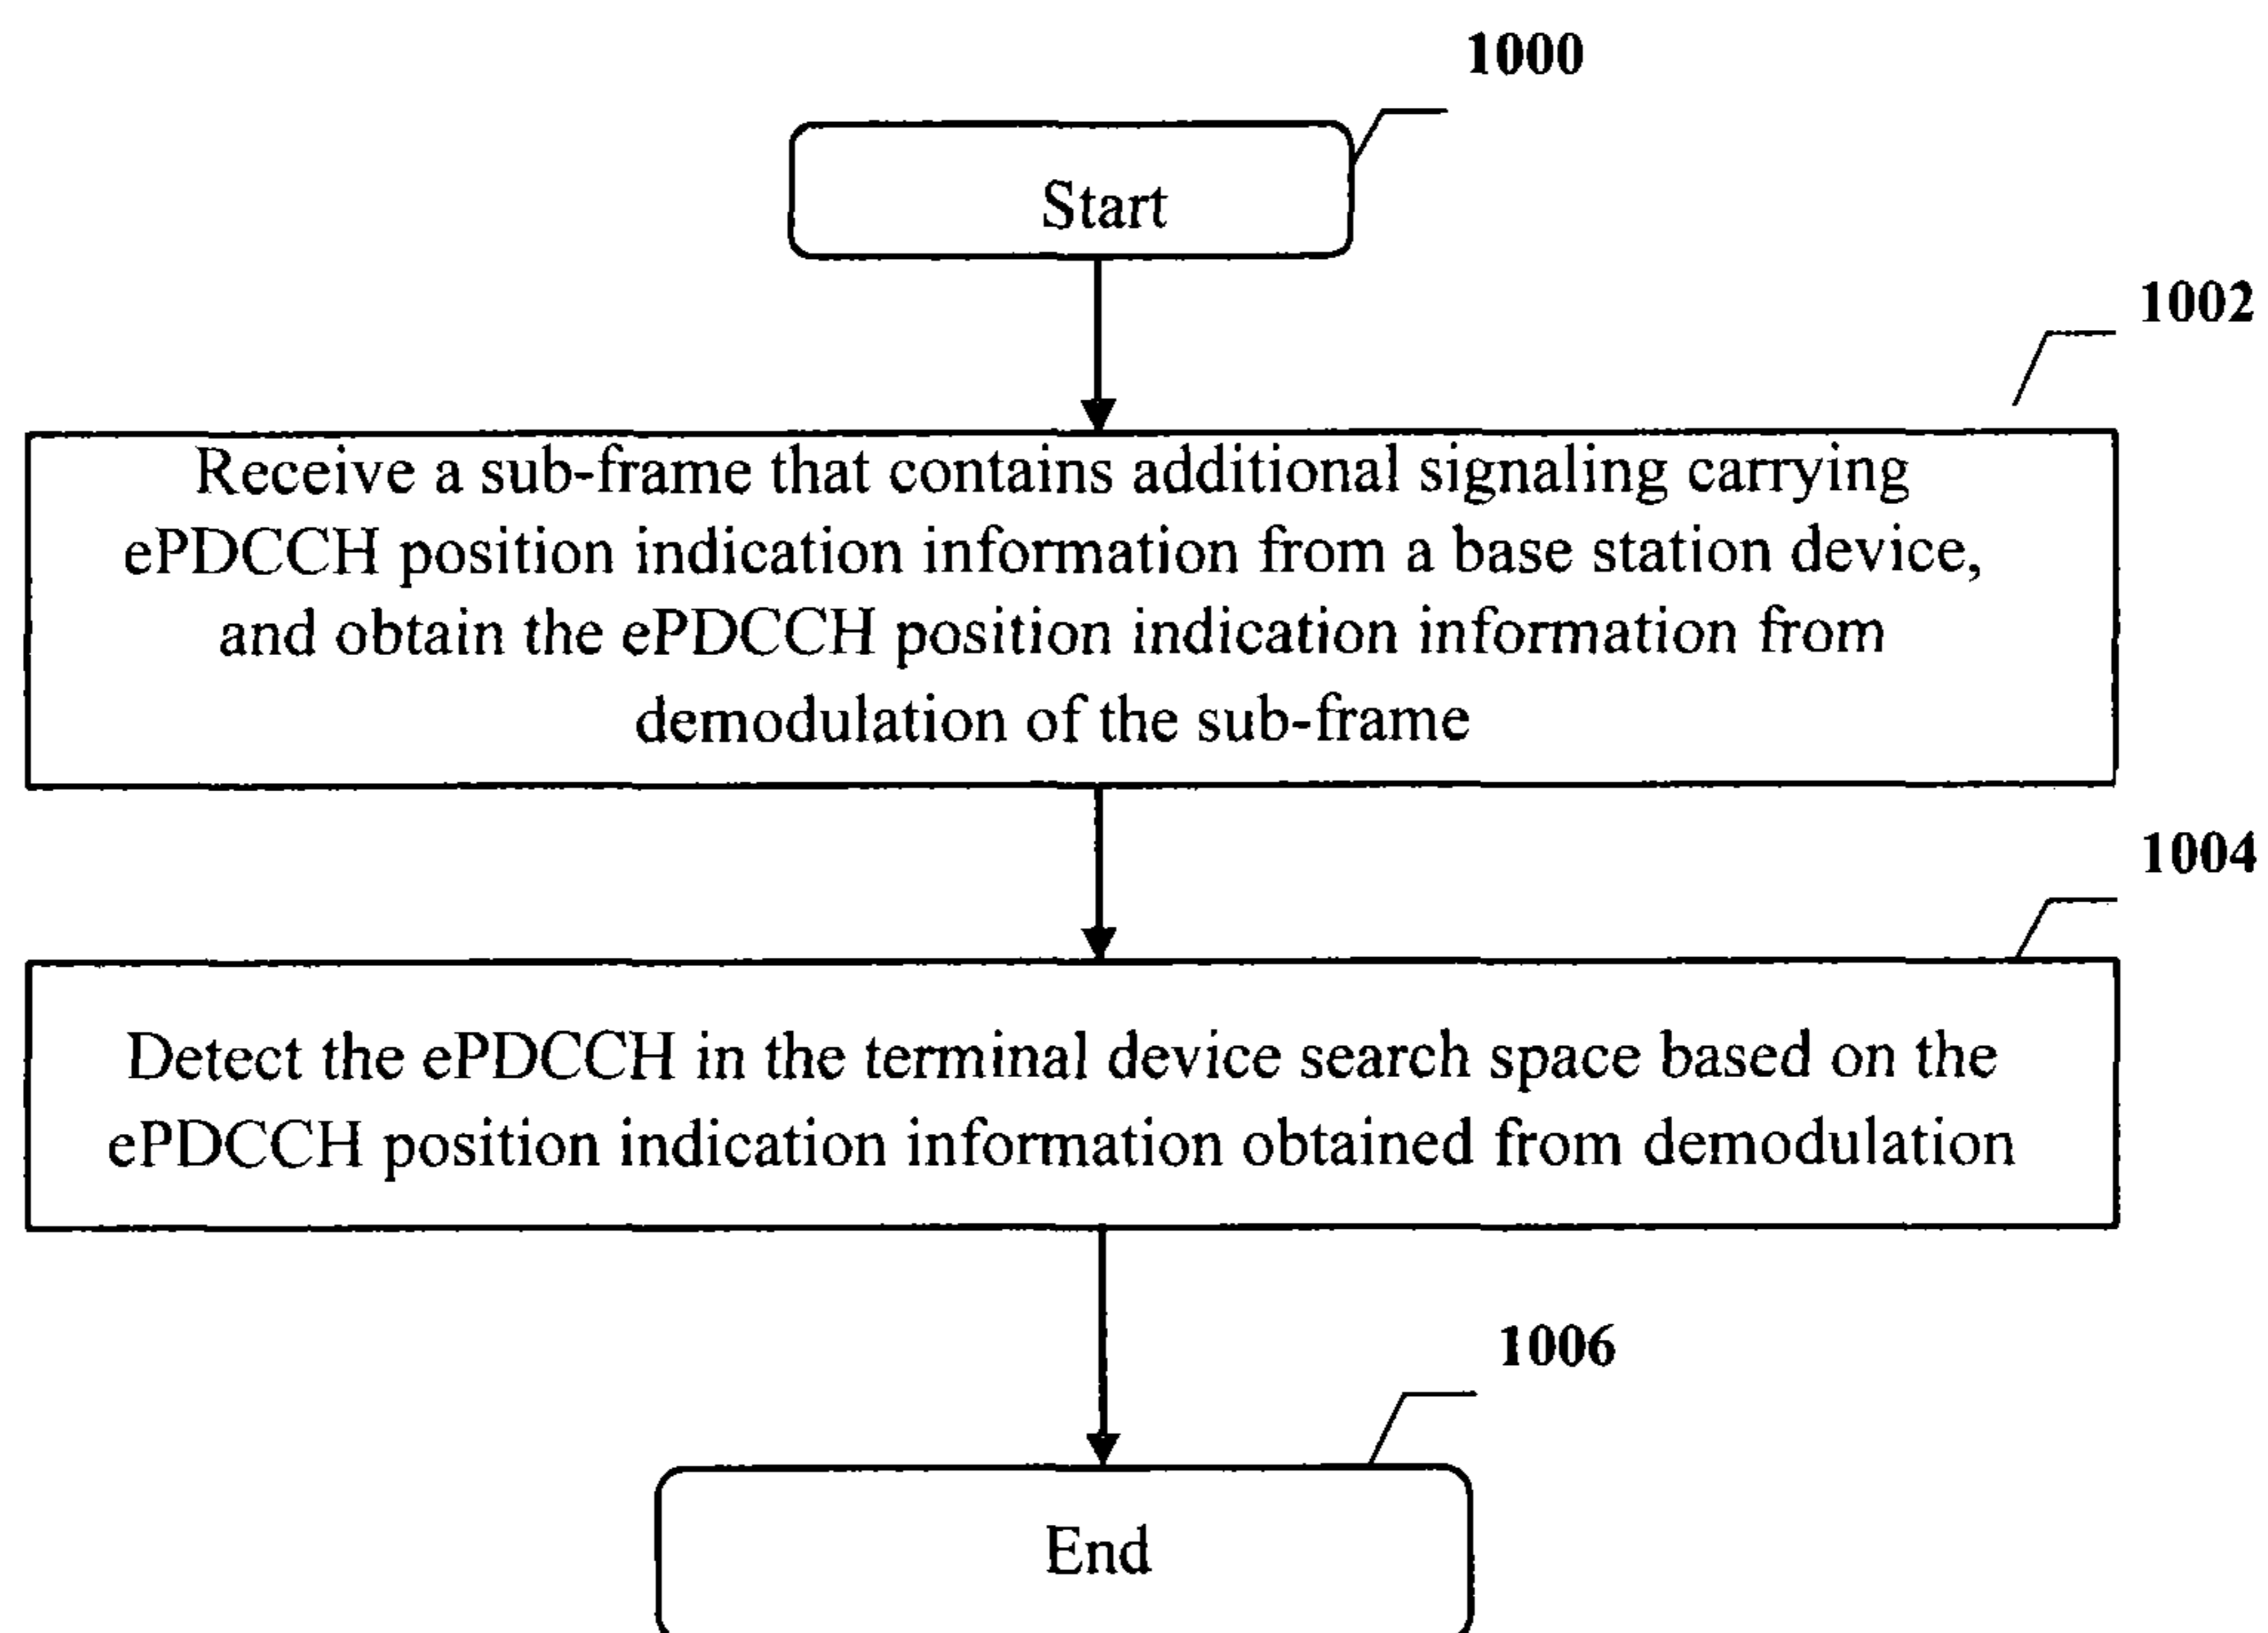 1000
Start
1002
Receive a sub-frame that contains additional signaling carrying
ePDCCH position indication information from a base station device,
and obtain the ePDCCH position indication information from
demodulation of the sub-frame
1004
Detect the ePDCCH in the terminal device search space based on the
ePDCCH position indication information obtained from demodulation
1006
End